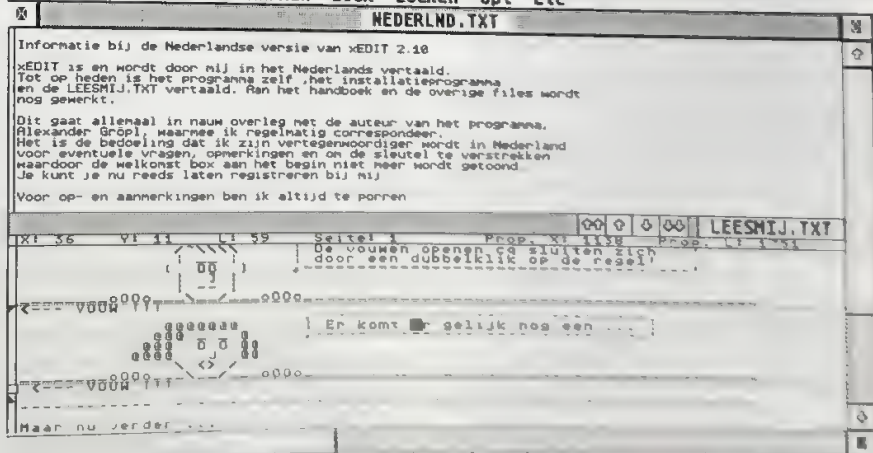 NEDERLND.TXT
Informatie bij de Nederlandse versie van xEDIT 2.10
xEDIT is en wordt door mij in het Nederlands vertaald.
Tot op heden is het programma zelf ,het installatieprogramma
en de LEESMIJ.TXT vertaald. Aan het handboek en de overige files wordt
nog gewerkt.
Dit gaat allemaal in nauw overleg met de auteur van het programma,
Alexander Gröpl, waarmee ik regelmatig correspondeer.
Het is de bedoeling dat ik zijn vertegenwoordiger wordt in Nederland
voor eventuele vragen, opmerkingen en om de sleutel te verstrekken
waardoor de welkomst box aan het begin niet meer wordt getoond
Je kunt je nu reeds laten registreren bij mij
Voor op- en aanmerkingen ben ik altijd te porren
LEESMIJ.TXT
X: 36 Y: 11 L: 59 Seite: 1 Prop. X: 1138 Prop. L:
De vouwen openen cq sluiten zich
door een dubbelklik op de regel!
<--- VOUW !!!
Er komt er gelijk nog een ...
<--- VOUW !!!
Maar nu verder ...